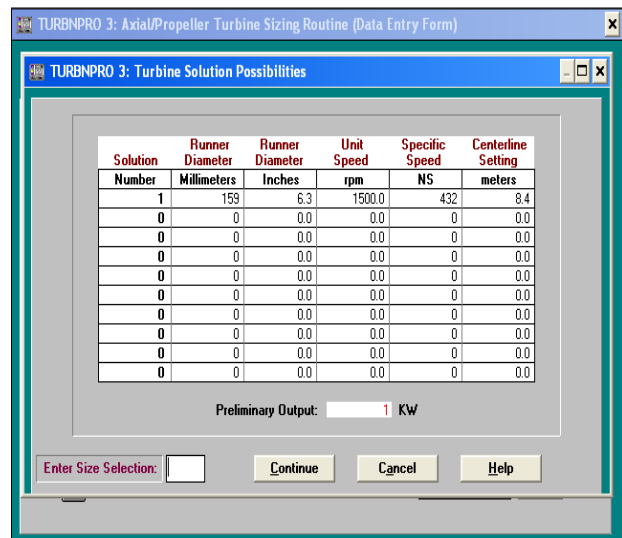 TURBNPRO 3: Axial/Propeller Turbine Sizing Routine (Data Entry Form)
TURBNPRO 3: Turbine Solution Possibilities
Solution Runner Diameter Runner Diameter Unit Speed Specific Speed Centerline Setting
Number Millimeters Inches rpm NS meters
1 159 6.3 1500.0 432 8.4
0 0 0.0 0.0 0 0.0
0 0 0.0 0.0 0 0.0
0 0 0.0 0.0 0 0.0
0 0 0.0 0.0 0 0.0
0 0 0.0 0.0 0 0.0
0 0 0.0 0.0 0 0.0
0 0 0.0 0.0 0 0.0
0 0 0.0 0.0 0 0.0
0 0 0.0 0.0 0 0.0
Preliminary Output: 1 KW
Enter Size Selection: Continue Cancel Help